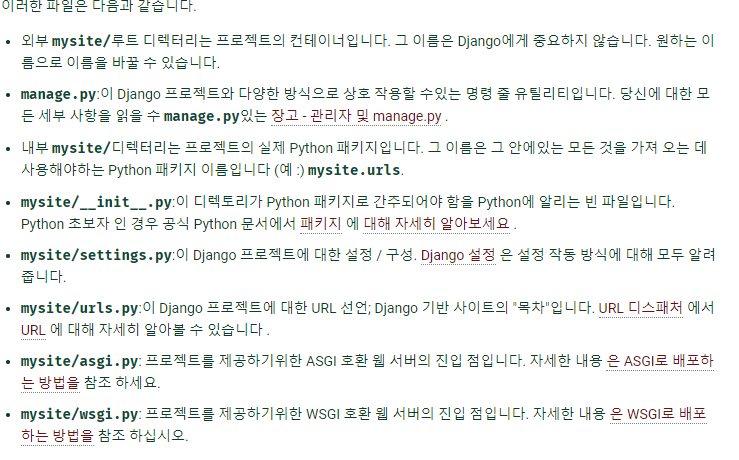 이러한 파일은 다음과 같습니다.
• 외부 mysite/루트 디렉터리는 프로젝트의 컨테이너입니다. 그 이름은 Django에게 중요하지 않습니다. 원하는 이
름으로 이름을 바꿀 수 있습니다.
• manage.py:이 Django 프로젝트와 다양한 방식으로 상호 작용할 수있는 명령 줄 유틸리티입니다. 당신에 대한 모
든 세부 사항을 읽을 수 manage.py있는 장고 - 관리자 및 manage.py .
• 내부 mysite/디렉터리는 프로젝트의 실제 Python 패키지입니다. 그 이름은 그 안에있는 모든 것을 가져 오는 데
사용해야하는 Python 패키지 이름입니다 (예 :) mysite.urls.
• mysite/__init__.py:이 디렉토리가 Python 패키지로 간주되어야 함을 Python에 알리는 빈 파일입니다.
Python 초보자 인 경우 공식 Python 문서에서 패키지 에 대해 자세히 알아보세요 .
• mysite/settings.py:이 Django 프로젝트에 대한 설정 / 구성. Django 설정 은 설정 작동 방식에 대해 모두 알려
줍니다.
• mysite/urls.py:이 Django 프로젝트에 대한 URL 선언; Django 기반 사이트의 "목차"입니다. URL 디스패처 에서
URL 에 대해 자세히 알아볼 수 있습니다 .
• mysite/asgi.py: 프로젝트를 제공하기위한 ASGI 호환 웹 서버의 진입 점입니다. 자세한 내용 은 ASGI로 배포하
는 방법을 참조 하세요.
• mysite/wsgi.py: 프로젝트를 제공하기위한 WSGI 호환 웹 서버의 진입 점입니다. 자세한 내용 은 WSGI로 배포
하는 방법을 참조 하십시오.